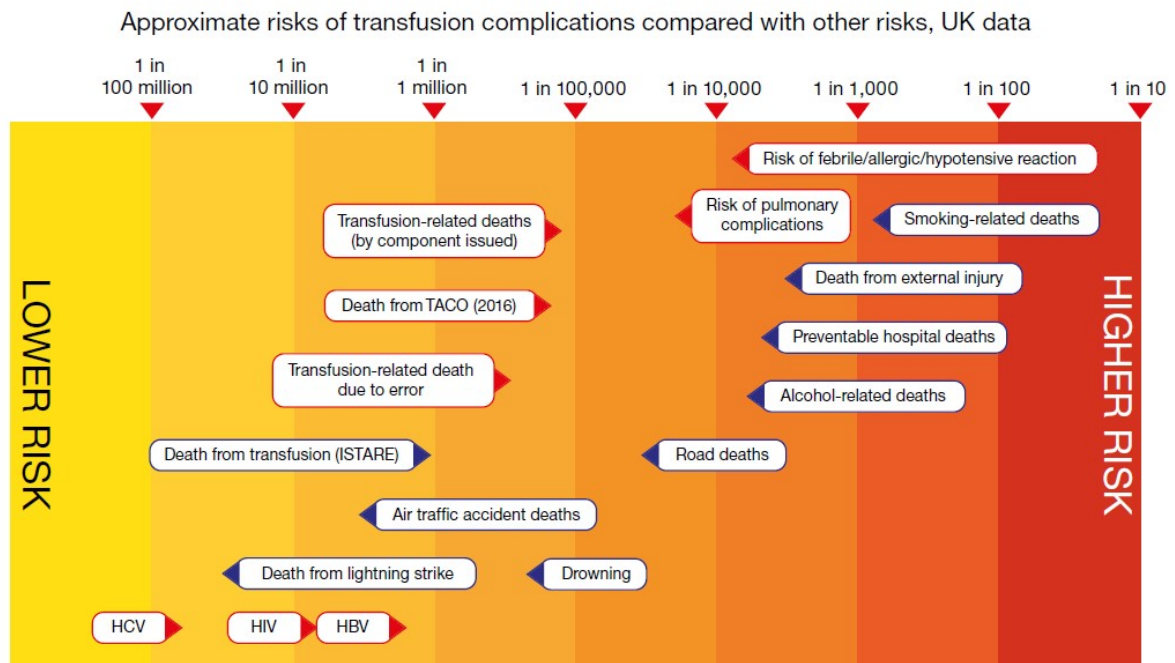 Approximate risks of transfusion complications compared with other risks, UK data
1 in
100 million
1 in
10 million
1 in
1 million
1 in 100,000
1 in 10,000
1 in 1,000
1 in 100
1 in 10
LOWER RISK
HIGHER RISK
Risk of febrile/allergic/hypotensive reaction
Transfusion-related deaths
(by component issued)
Risk of pulmonary
complications
Smoking-related deaths
Death from external injury
Death from TACO (2016)
Preventable hospital deaths
Transfusion-related death
due to error
Alcohol-related deaths
Death from transfusion (ISTARE)
Road deaths
Air traffic accident deaths
Death from lightning strike
Drowning
HCV
HIV
HBV